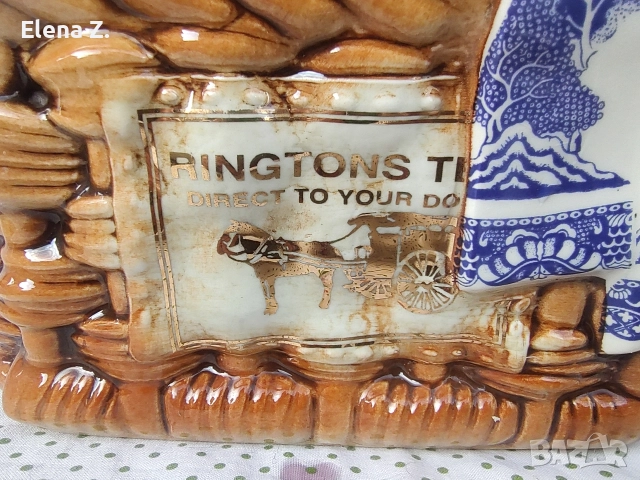 Elena Z.
RINGTONS TE
DIRECT TO YOUR DO
BAZAR